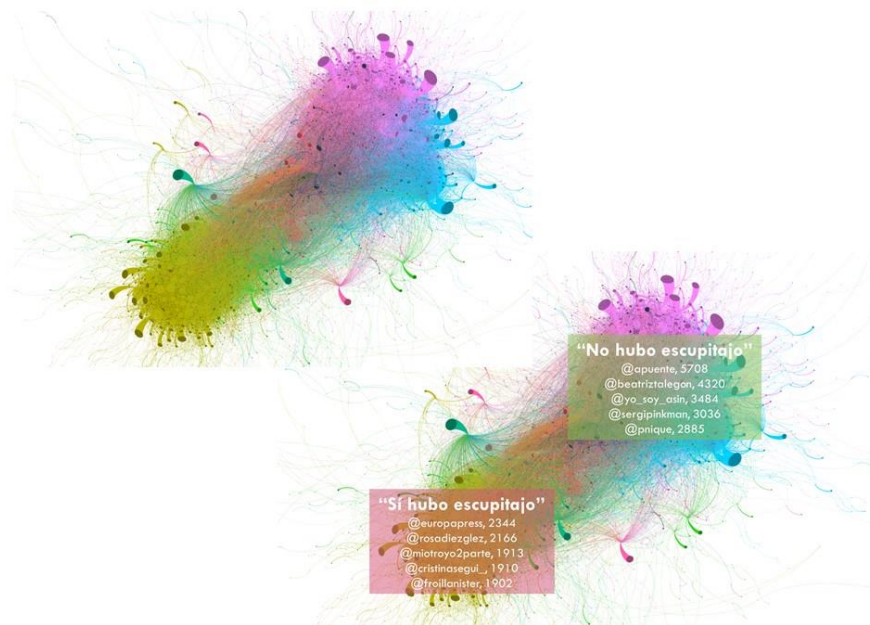 “No hubo escupitajo”
@apuente, 5708
@beatriztalegon, 4320
@yo_soy_asin, 3484
@sergipinkman, 3036
@pnique, 2885
“Sí hubo escupitajo”
@europapress, 2344
@rosadiezglez, 2166
@miotroyo2parte, 1913
@cristinasegui_, 1910
@froillanister, 1902